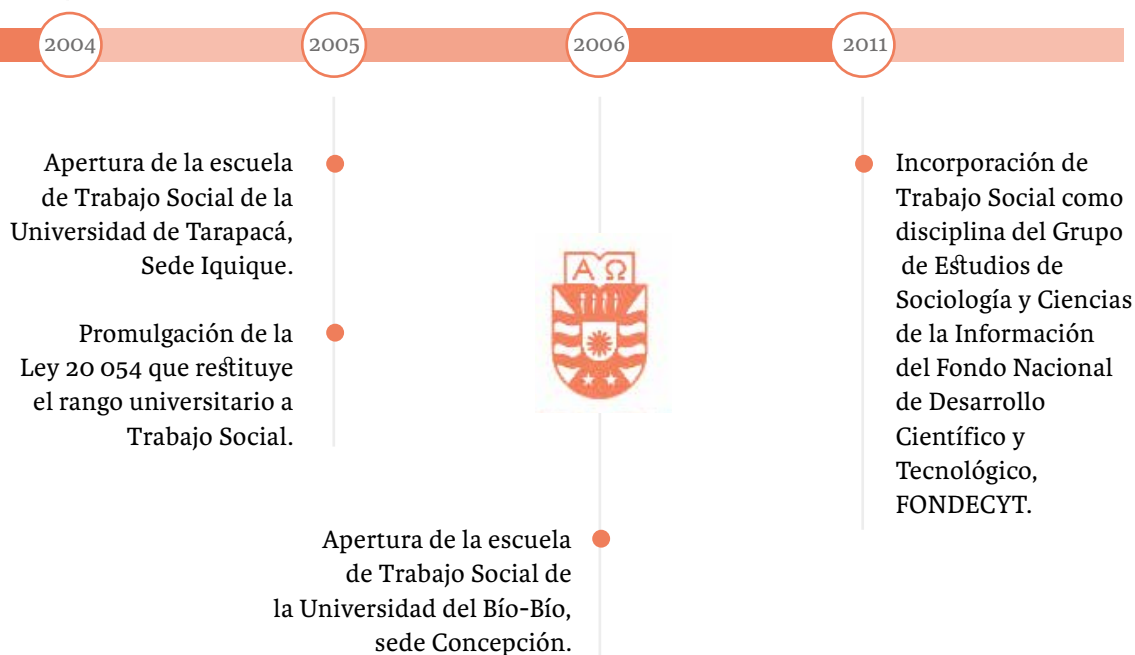 2004
2005
2006
2011
Apertura de la escuela
de Trabajo Social de la
Universidad de Tarapacá,
Sede Iquique.
Promulgación de la
Ley 20 054 que restituye
el rango universitario a
Trabajo Social.
ΑΩ
Apertura de la escuela
de Trabajo Social de
la Universidad del Bío-Bío,
sede Concepción.
Incorporación de
Trabajo Social como
disciplina del Grupo
de Estudios de
Sociología y Ciencias
de la Información
del Fondo Nacional
de Desarrollo
Científico y
Tecnológico,
FONDECYT.